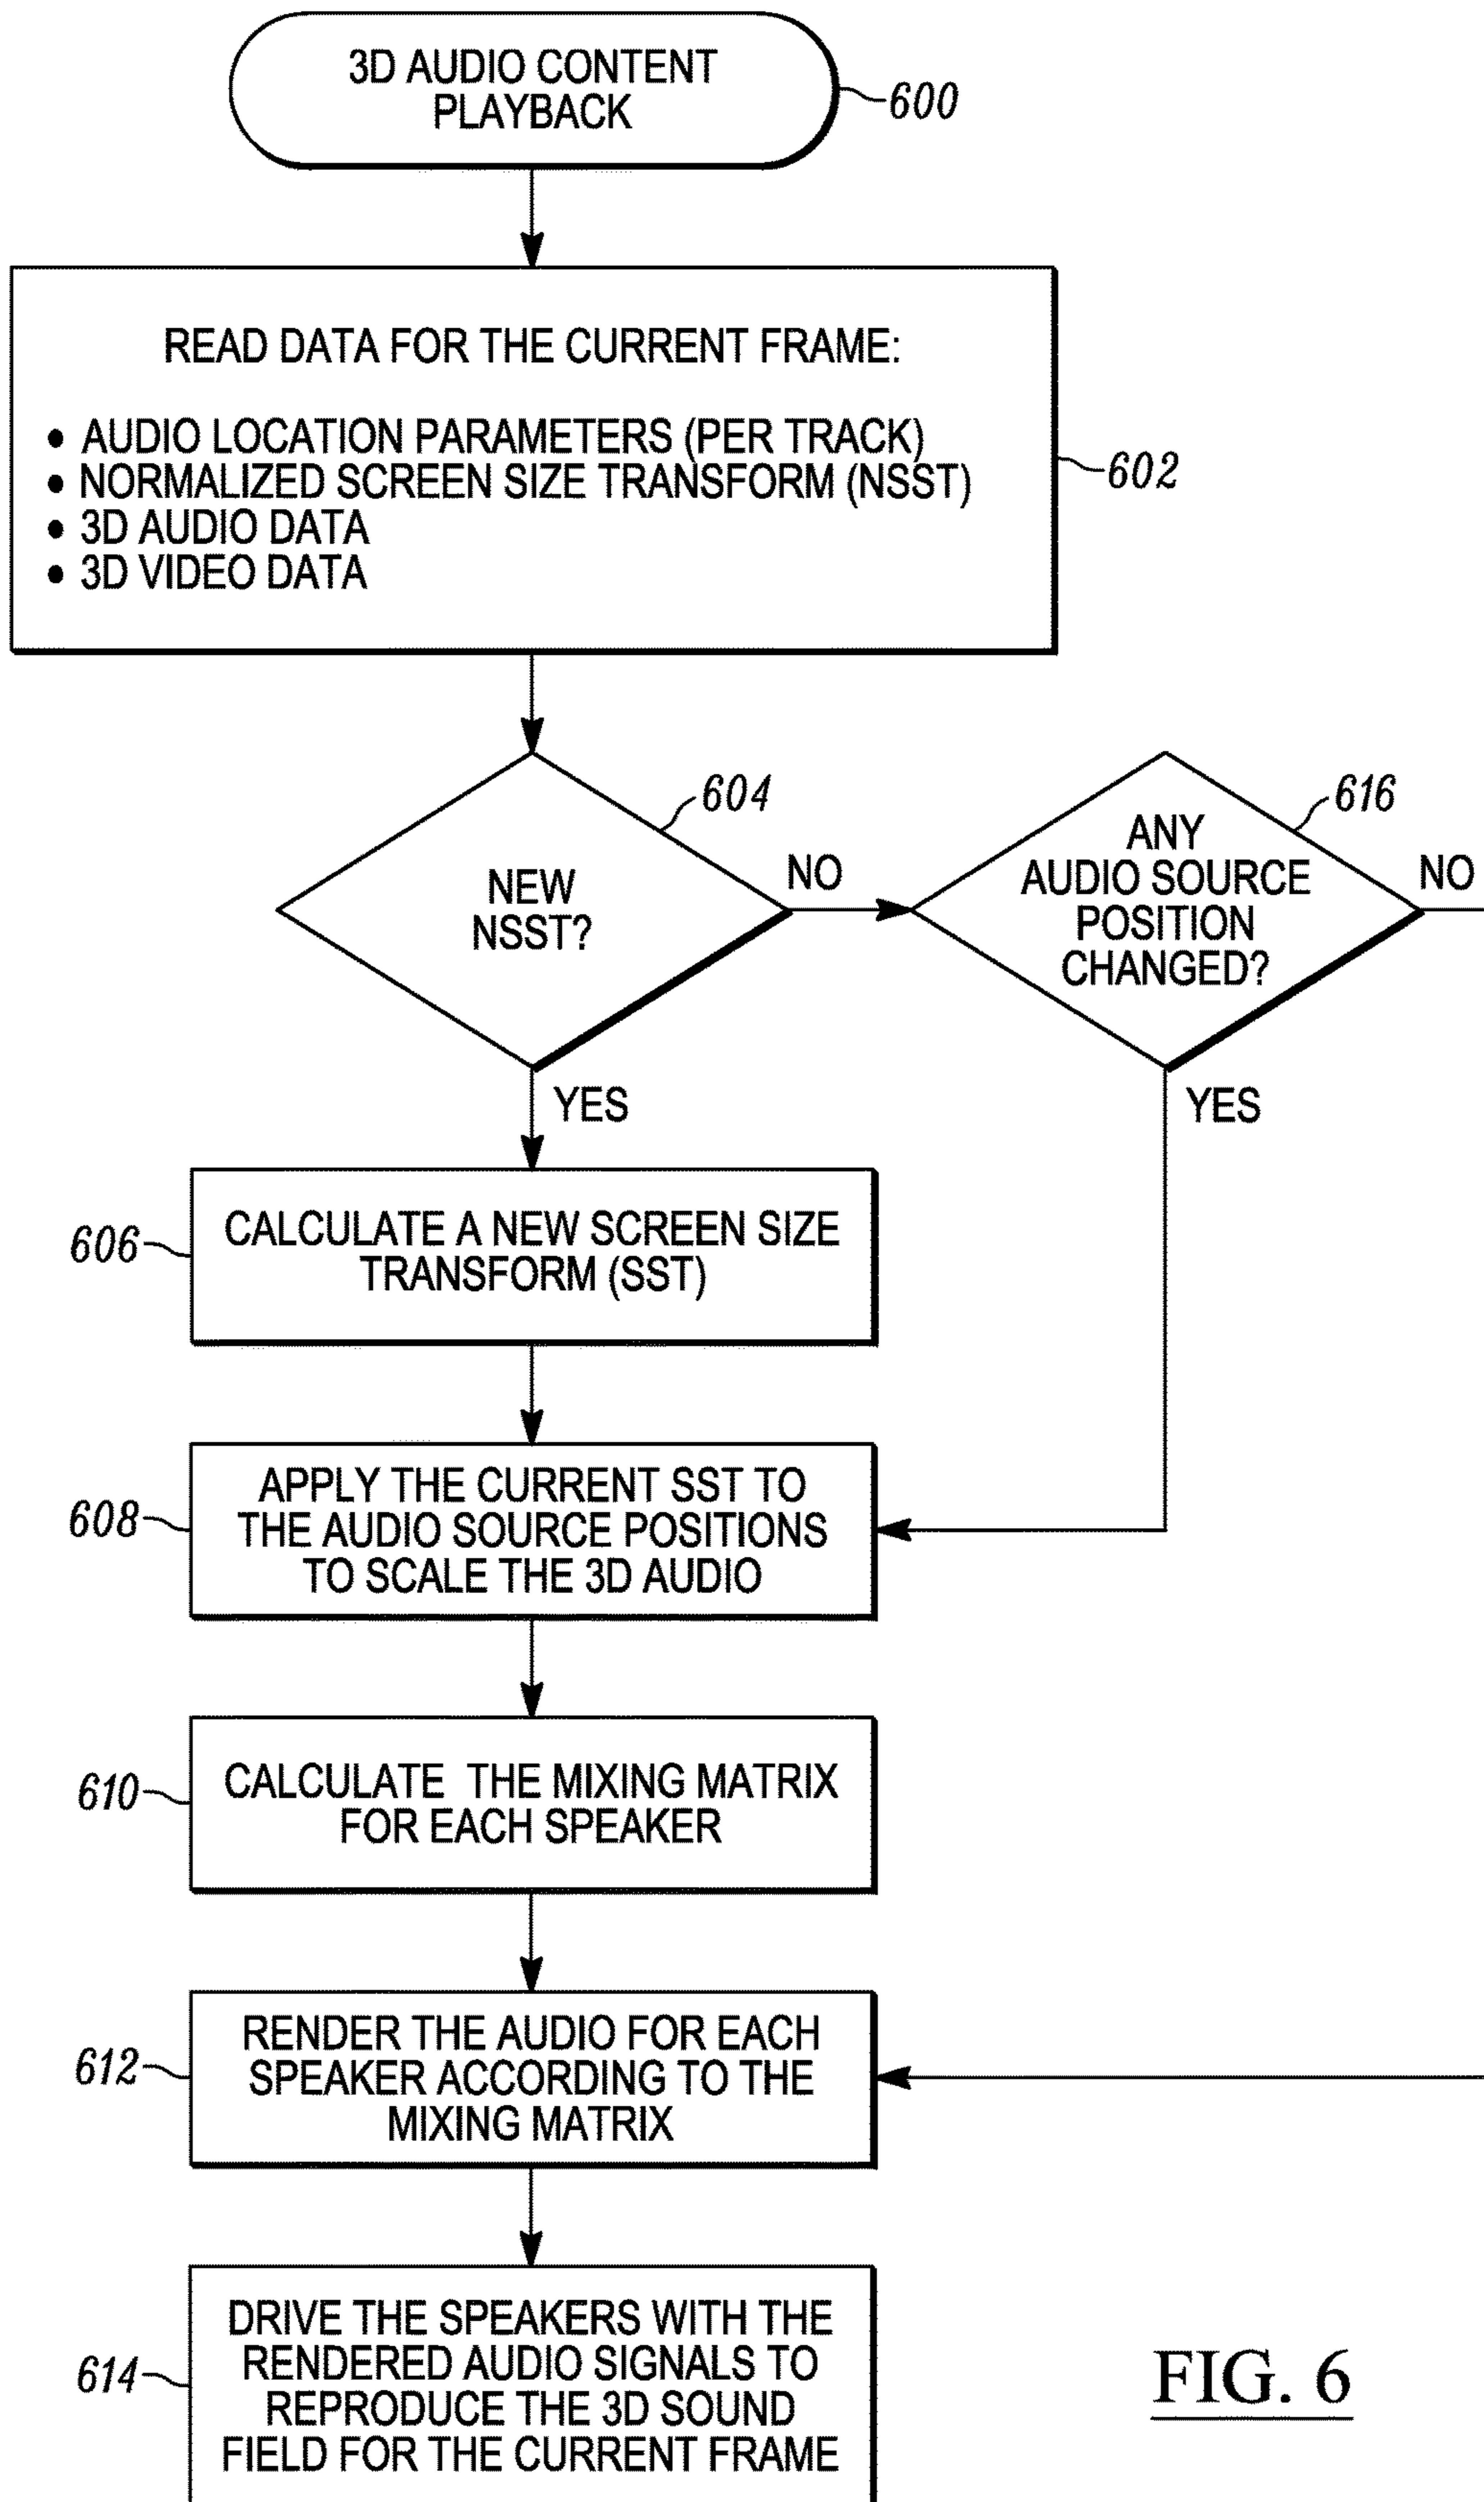 3D AUDIO CONTENT
PLAYBACK
600
READ DATA FOR THE CURRENT FRAME:
• AUDIO LOCATION PARAMETERS (PER TRACK)
• NORMALIZED SCREEN SIZE TRANSFORM (NSST)
• 3D AUDIO DATA
• 3D VIDEO DATA
602
604
NEW
NSST?
NO
YES
616
ANY
AUDIO SOURCE
POSITION
CHANGED?
NO
YES
606
CALCULATE A NEW SCREEN SIZE
TRANSFORM (SST)
608
APPLY THE CURRENT SST TO
THE AUDIO SOURCE POSITIONS
TO SCALE THE 3D AUDIO
610
CALCULATE THE MIXING MATRIX
FOR EACH SPEAKER
612
RENDER THE AUDIO FOR EACH
SPEAKER ACCORDING TO THE
MIXING MATRIX
614
DRIVE THE SPEAKERS WITH THE
RENDERED AUDIO SIGNALS TO
REPRODUCE THE 3D SOUND
FIELD FOR THE CURRENT FRAME
FIG. 6